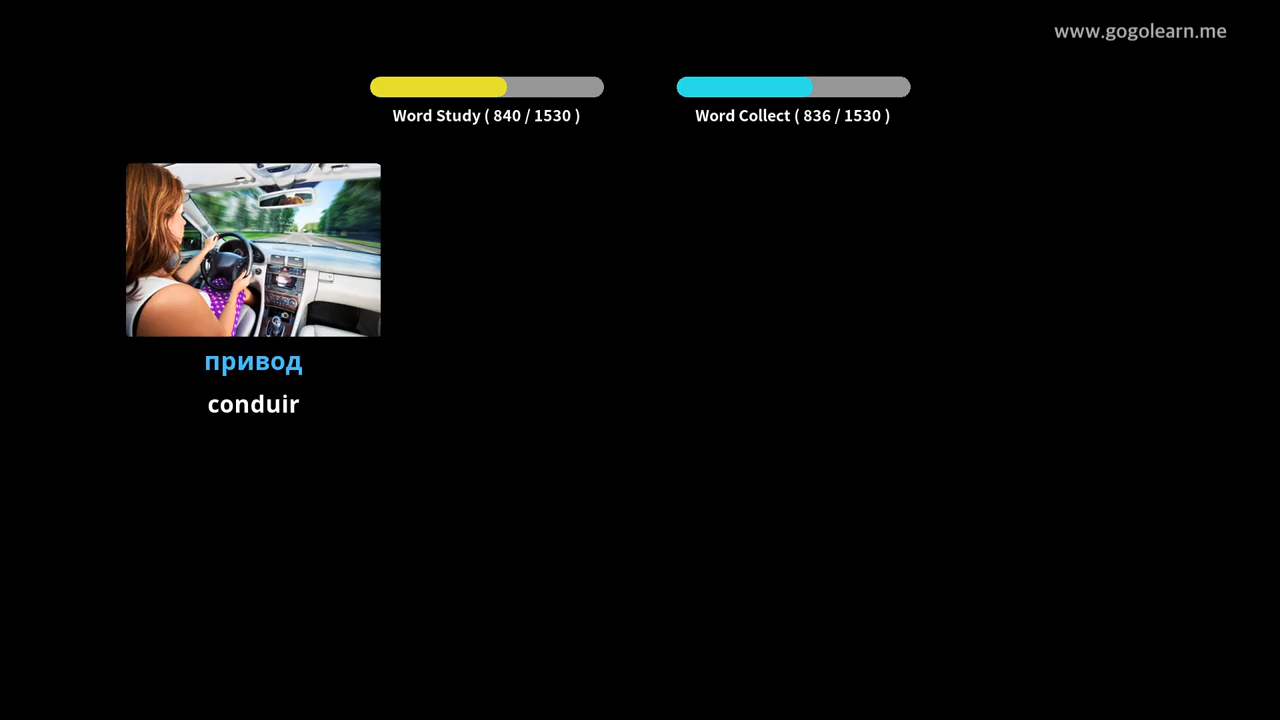 www.gogolearn.me
Word Study ( 840 / 1530 )
Word Collect ( 836 / 1530 )
привод
conduir